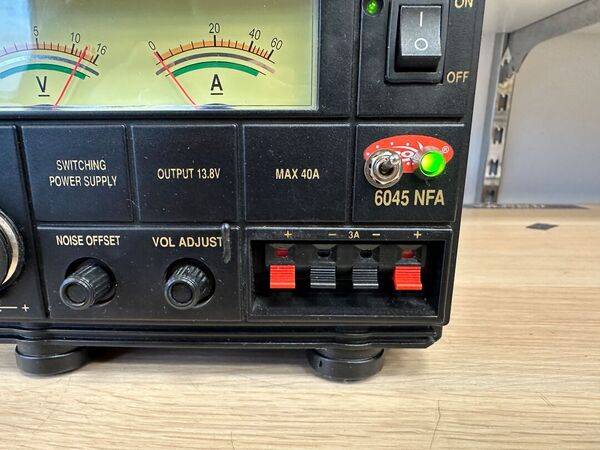 ON
OFF
5 10 16
V
0 20 40 60
A
SWITCHING
POWER SUPPLY
OUTPUT 13.8V
MAX 40A
®
6045 NFA
NOISE OFFSET
VOL ADJUST
+ − 3A − +
+